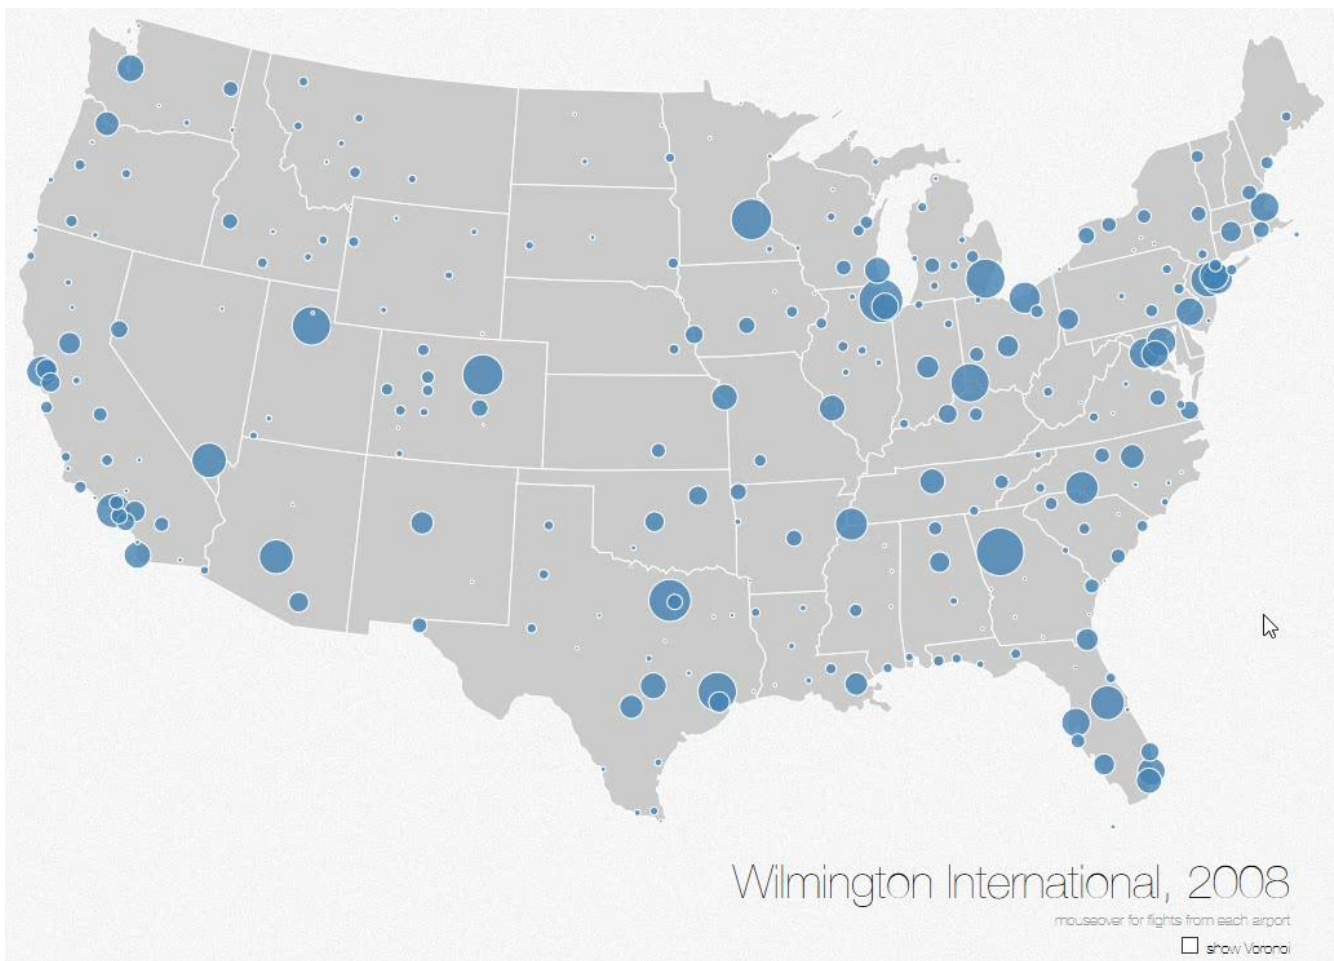 Wilmington International, 2008
mouseover for flights from each airport
show Voronoi